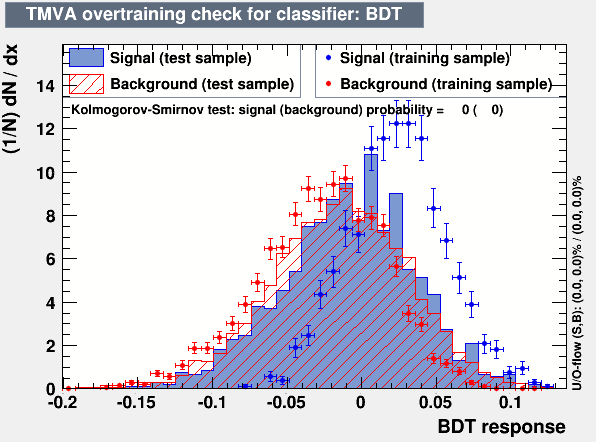 TMVA overtraining check for classifier: BDT
(1/N) dN / dx
Signal (test sample)
Signal (training sample)
Background (test sample)
Background (training sample)
Kolmogorov-Smirnov test: signal (background) probability = 0 ( 0)
14
12
10
8
6
4
2
0
-0.2 -0.15 -0.1 -0.05 0 0.05 0.1
BDT response
U/O-flow (S,B): (0.0, 0.0)% / (0.0, 0.0)%